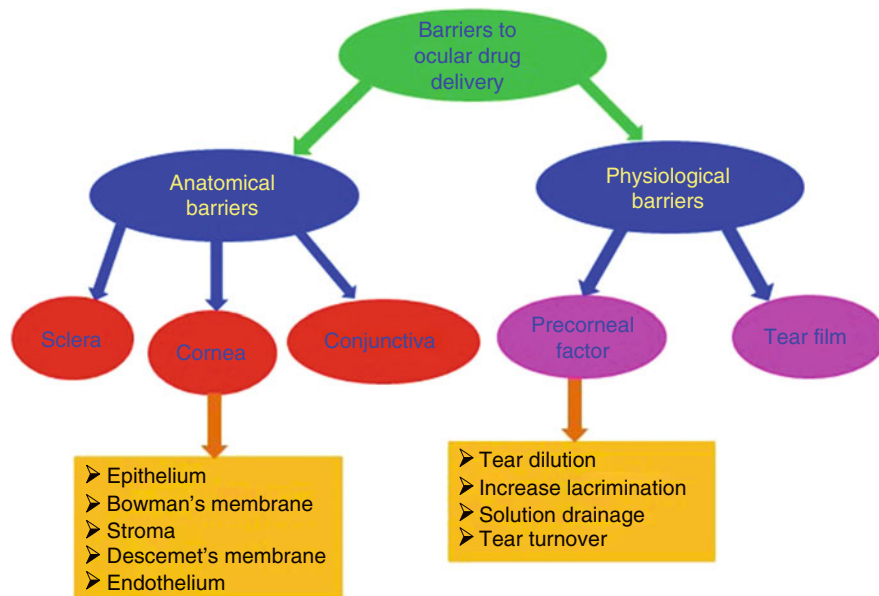 Barriers to
ocular drug
delivery
Anatomical
barriers
Physiological
barriers
Sclera
Cornea
Conjunctiva
Precorneal
factor
Tear film
➢ Epithelium
➢ Bowman's membrane
➢ Stroma
➢ Descemet's membrane
➢ Endothelium
➢ Tear dilution
➢ Increase lacrimination
➢ Solution drainage
➢ Tear turnover